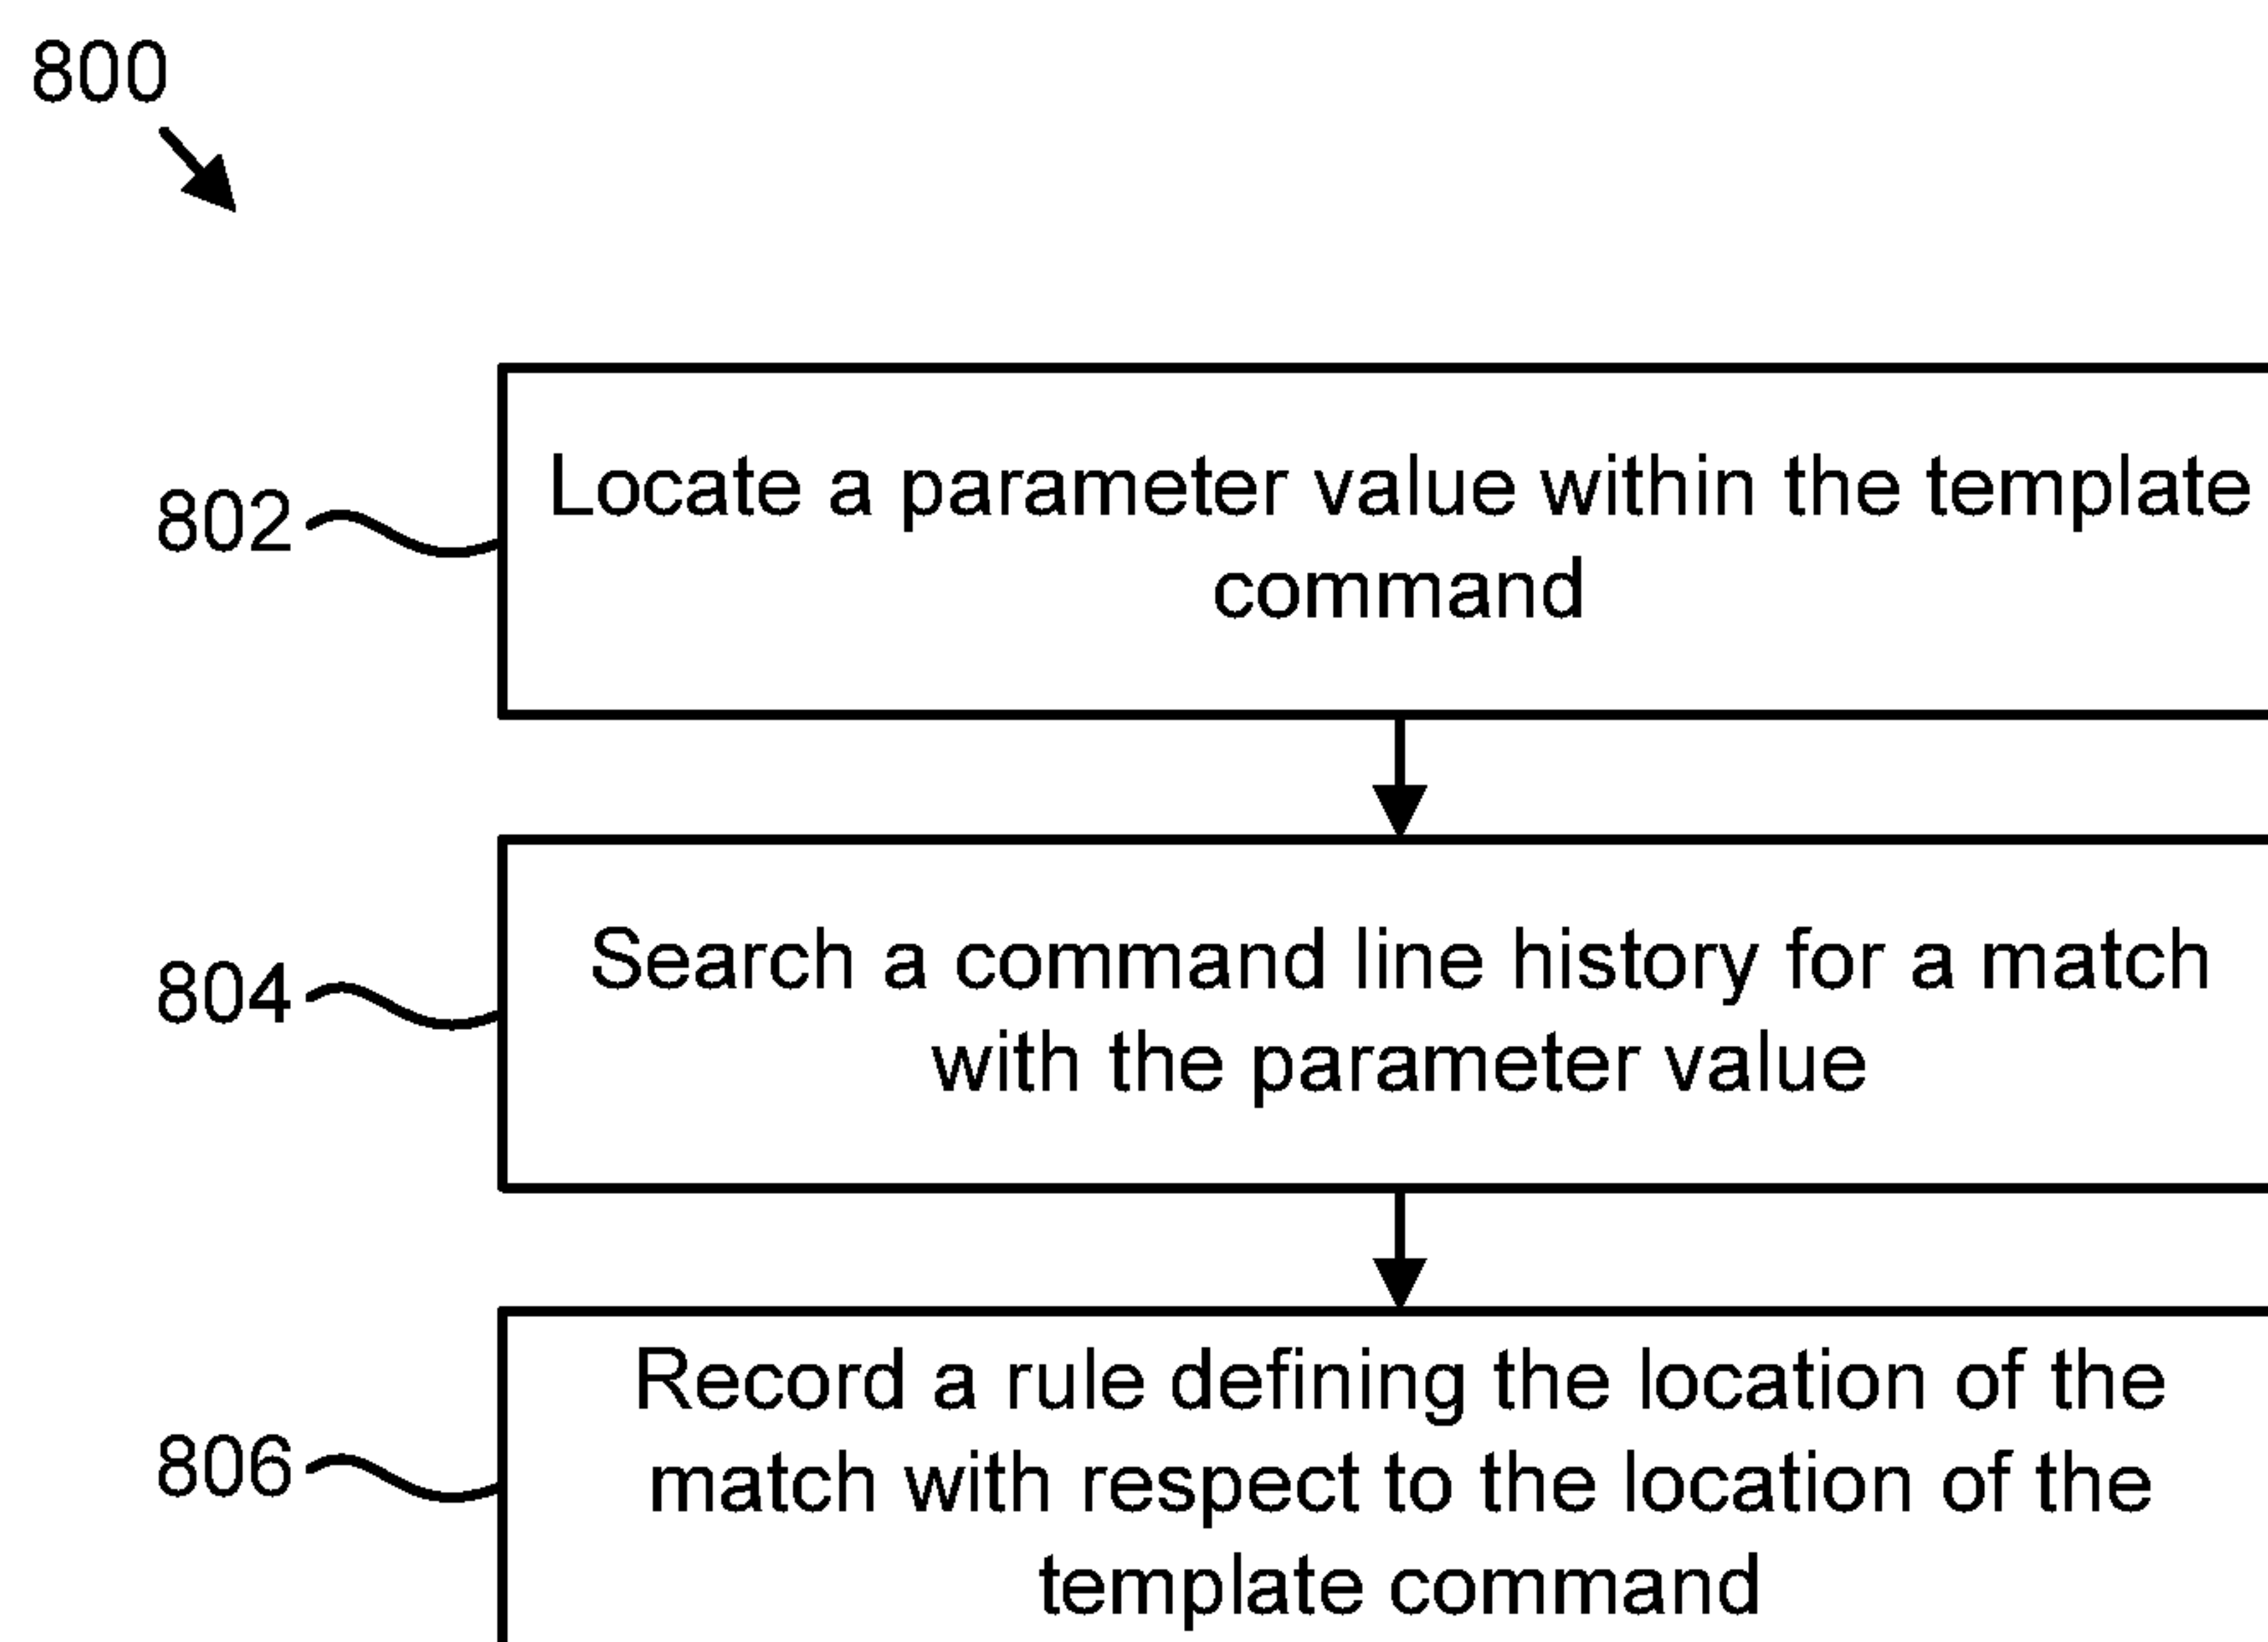 800
802
Locate a parameter value within the template
command
804
Search a command line history for a match
with the parameter value
806
Record a rule defining the location of the
match with respect to the location of the
template command